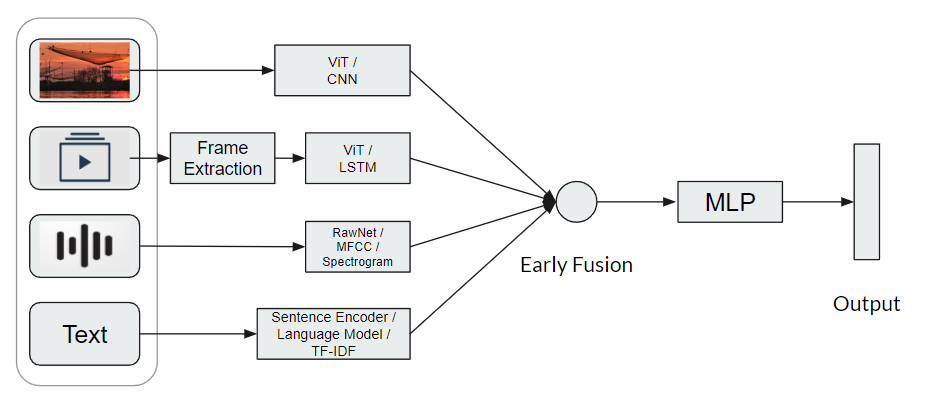 ViT /
CNN
Frame
Extraction
ViT /
LSTM
RawNet /
MFCC /
Spectrogram
Text
Sentence Encoder /
Language Model /
TF-IDF
Early Fusion
MLP
Output